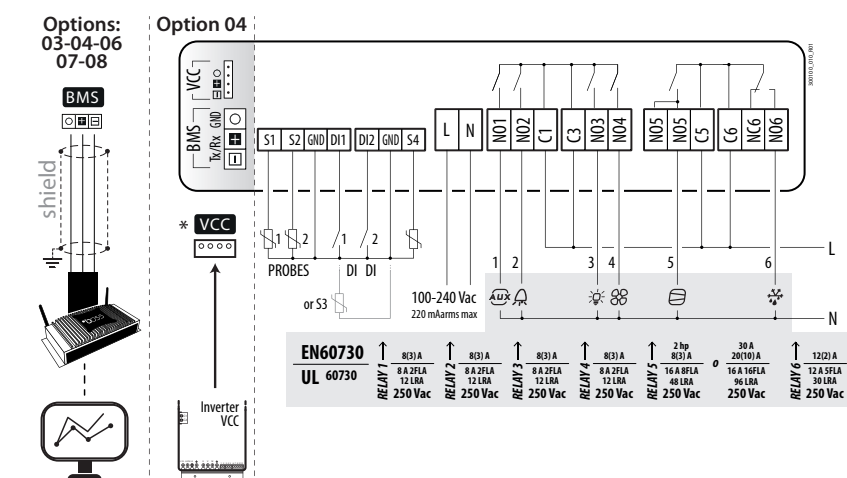 Options:
03-04-06
07-08
BMS
shield
BOSS
Option 04
* VCC
Inverter
VCC
VCC
BMS
Tx/Rx GND
S1 S2 GND DI1 DI2 GND S4
L N
NO1 NO2 C1 C3 NO3 NO4 NO5 NO5 C5 C6 NC6 NO6
1 2 1 2
PROBES DI DI
or S3
100-240 Vac
220 mAarms max
1 2 3 4 5 6
AUX
L
N
EN60730
UL 60730
RELAY 1
8(3) A
8 A 2FLA
12 LRA
250 Vac
RELAY 2
8(3) A
8 A 2FLA
12 LRA
250 Vac
RELAY 3
8(3) A
8 A 2FLA
12 LRA
250 Vac
RELAY 4
8(3) A
8 A 2FLA
12 LRA
250 Vac
RELAY 5
2 hp
8(3) A
16 A 8FLA
48 LRA
250 Vac
o
30 A
20(10) A
16 A 16FLA
96 LRA
250 Vac
RELAY 6
12(2) A
12 A 5FLA
30 LRA
250 Vac